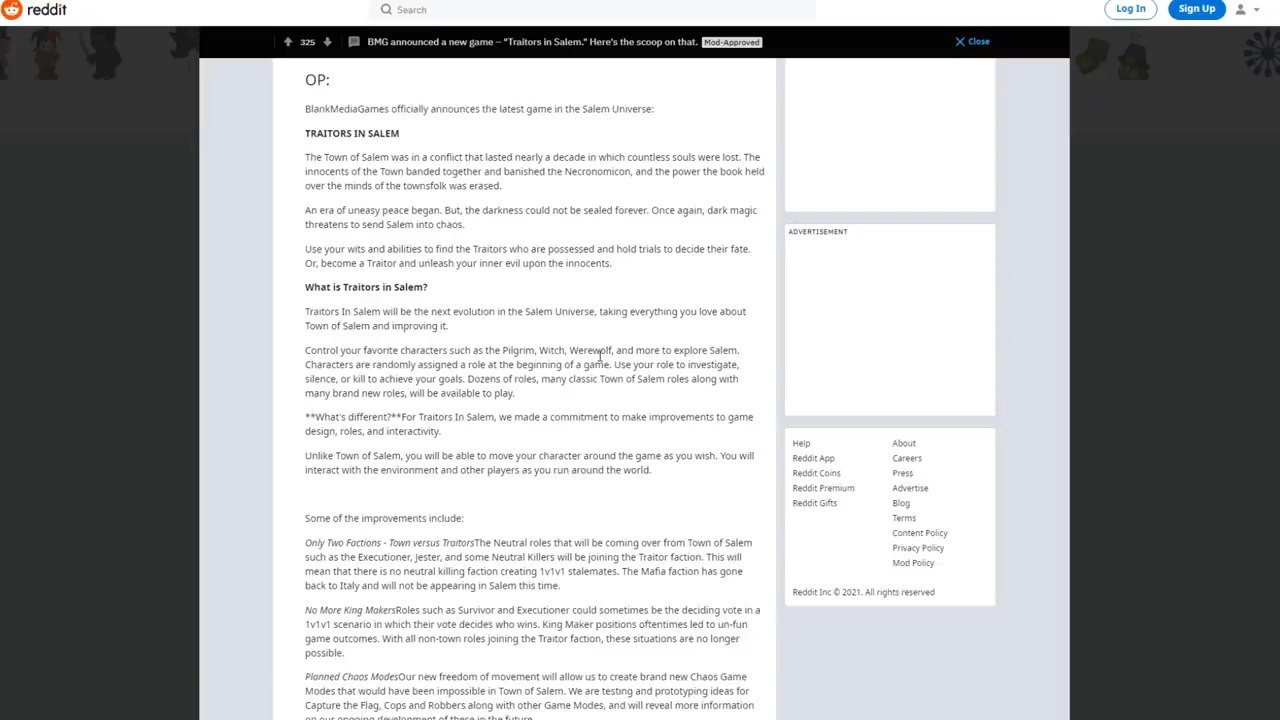 reddit
Search
Log In
Sign Up
325
BMG announced a new game – "Traitors in Salem." Here's the scoop on that.
Mod-Approved
Close
OP:
BlankMediaGames officially announces the latest game in the Salem Universe:
TRAITORS IN SALEM
The Town of Salem was in a conflict that lasted nearly a decade in which countless souls were lost. The
innocents of the Town banded together and banished the Necronomicon, and the power the book held
over the minds of the townsfolk was erased.
An era of uneasy peace began. But, the darkness could not be sealed forever. Once again, dark magic
threatens to send Salem into chaos.
Use your wits and abilities to find the Traitors who are possessed and hold trials to decide their fate.
Or, become a Traitor and unleash your inner evil upon the innocents.
What is Traitors in Salem?
Traitors In Salem will be the next evolution in the Salem Universe, taking everything you love about
Town of Salem and improving it.
Control your favorite characters such as the Pilgrim, Witch, Werewolf, and more to explore Salem.
Characters are randomly assigned a role at the beginning of a game. Use your role to investigate,
silence, or kill to achieve your goals. Dozens of roles, many classic Town of Salem roles along with
many brand new roles, will be available to play.
**What's different?**For Traitors In Salem, we made a commitment to make improvements to game
design, roles, and interactivity.
Unlike Town of Salem, you will be able to move your character around the game as you wish. You will
interact with the environment and other players as you run around the world.
Some of the improvements include:
Only Two Factions - Town versus TraitorsThe Neutral roles that will be coming over from Town of Salem
such as the Executioner, Jester, and some Neutral Killers will be joining the Traitor faction. This will
mean that there is no neutral killing faction creating 1v1v1 stalemates. The Mafia faction has gone
back to Italy and will not be appearing in Salem this time.
No More King MakersRoles such as Survivor and Executioner could sometimes be the deciding vote in a
1v1v1 scenario in which their vote decides who wins. King Maker positions oftentimes led to un-fun
game outcomes. With all non-town roles joining the Traitor faction, these situations are no longer
possible.
Planned Chaos ModesOur new freedom of movement will allow us to create brand new Chaos Game
Modes that would have been impossible in Town of Salem. We are testing and prototyping ideas for
Capture the Flag, Cops and Robbers along with other Game Modes, and will reveal more information
on our ongoing development of these in the future.
ADVERTISEMENT
Help
About
Reddit App
Careers
Reddit Coins
Press
Reddit Premium
Advertise
Reddit Gifts
Blog
Terms
Content Policy
Privacy Policy
Mod Policy
Reddit Inc © 2021. All rights reserved